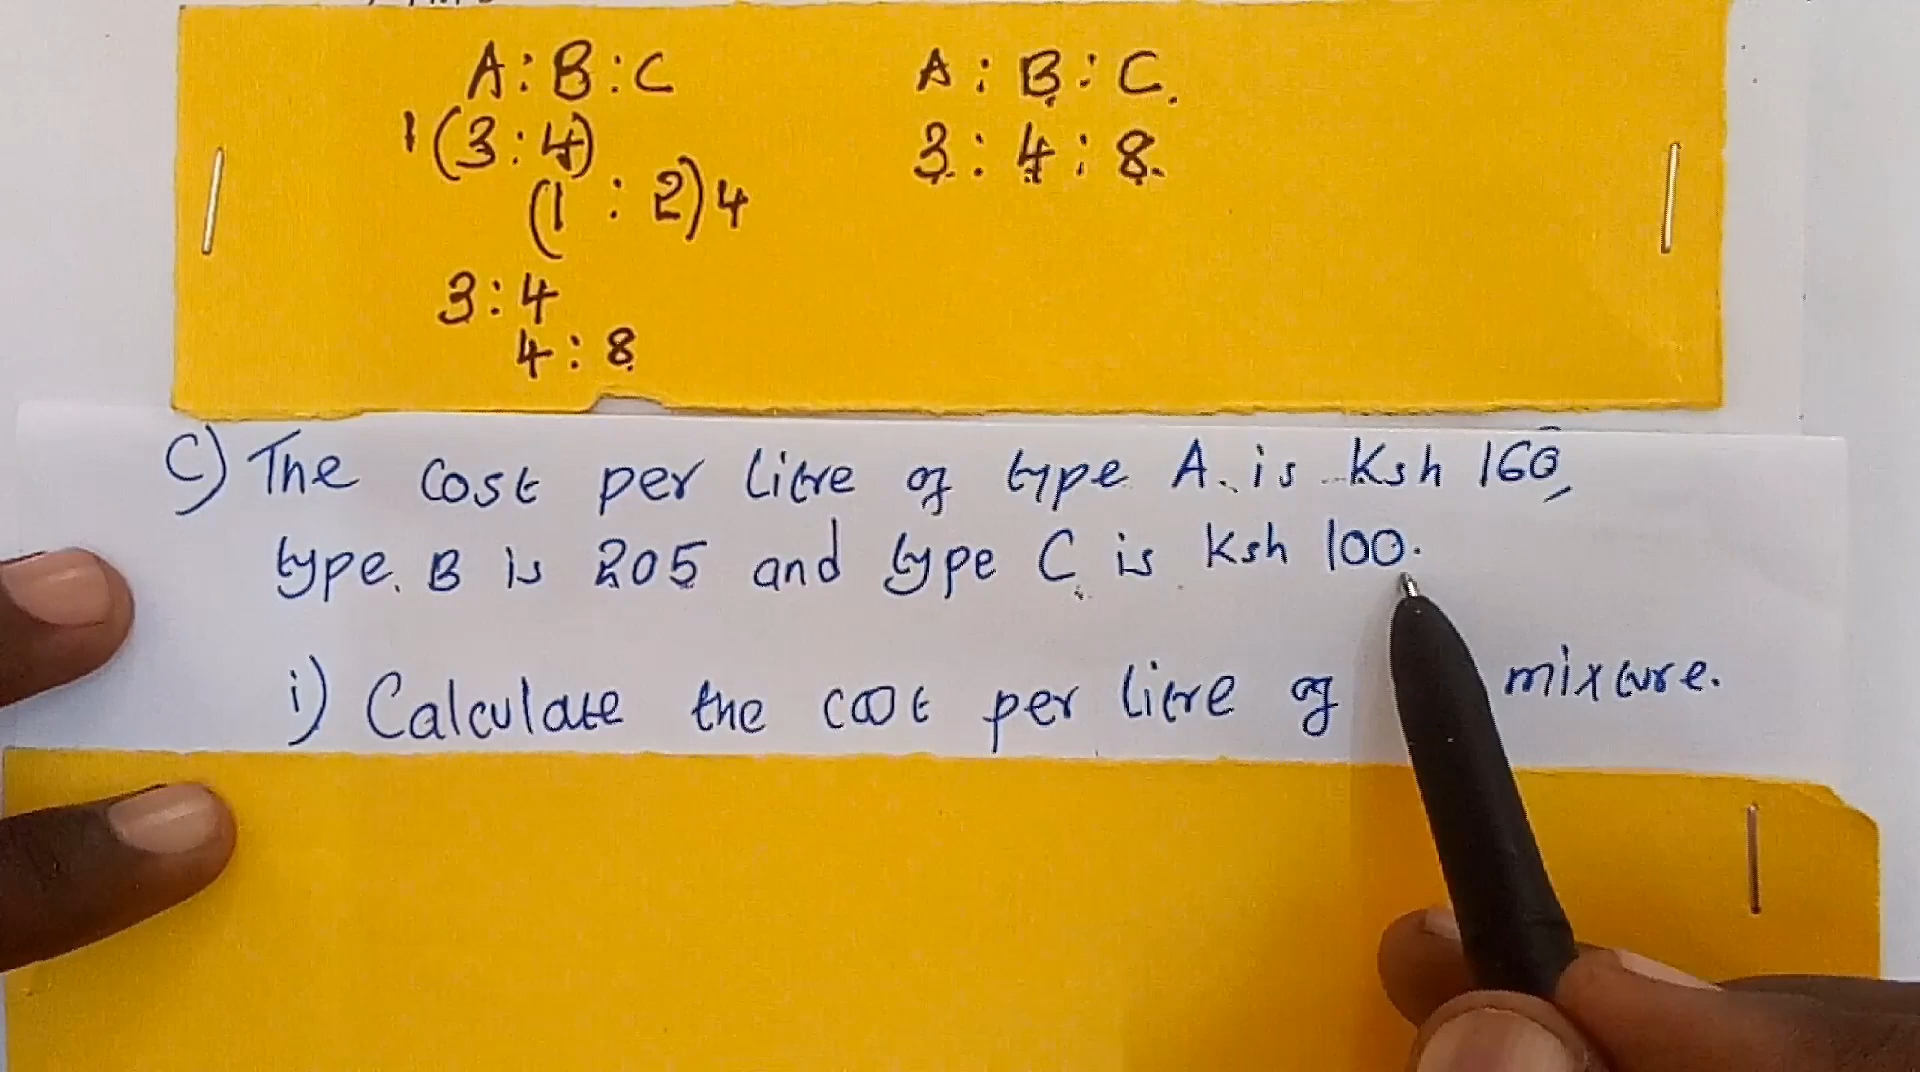 A : B : C A : B : C.
1 (3 : 4) 3 : 4 : 8.
(1 : 2) 4
3 : 4
4 : 8
C) The cost per litre of type A. is Ksh 160,
type. B is 205 and type C is Ksh 100.
i) Calculate the cost per litre of mixture.